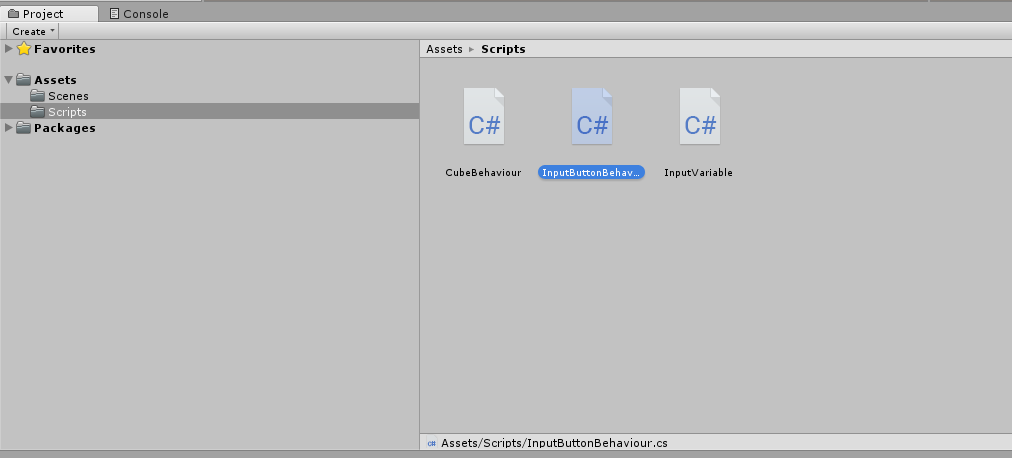 Project Console
Create
Favorites
Assets ▸ Scripts
Assets
Scenes
Scripts
Packages
C# C# C#
CubeBehaviour InputButtonBehav... InputVariable
C# Assets/Scripts/InputButtonBehaviour.cs